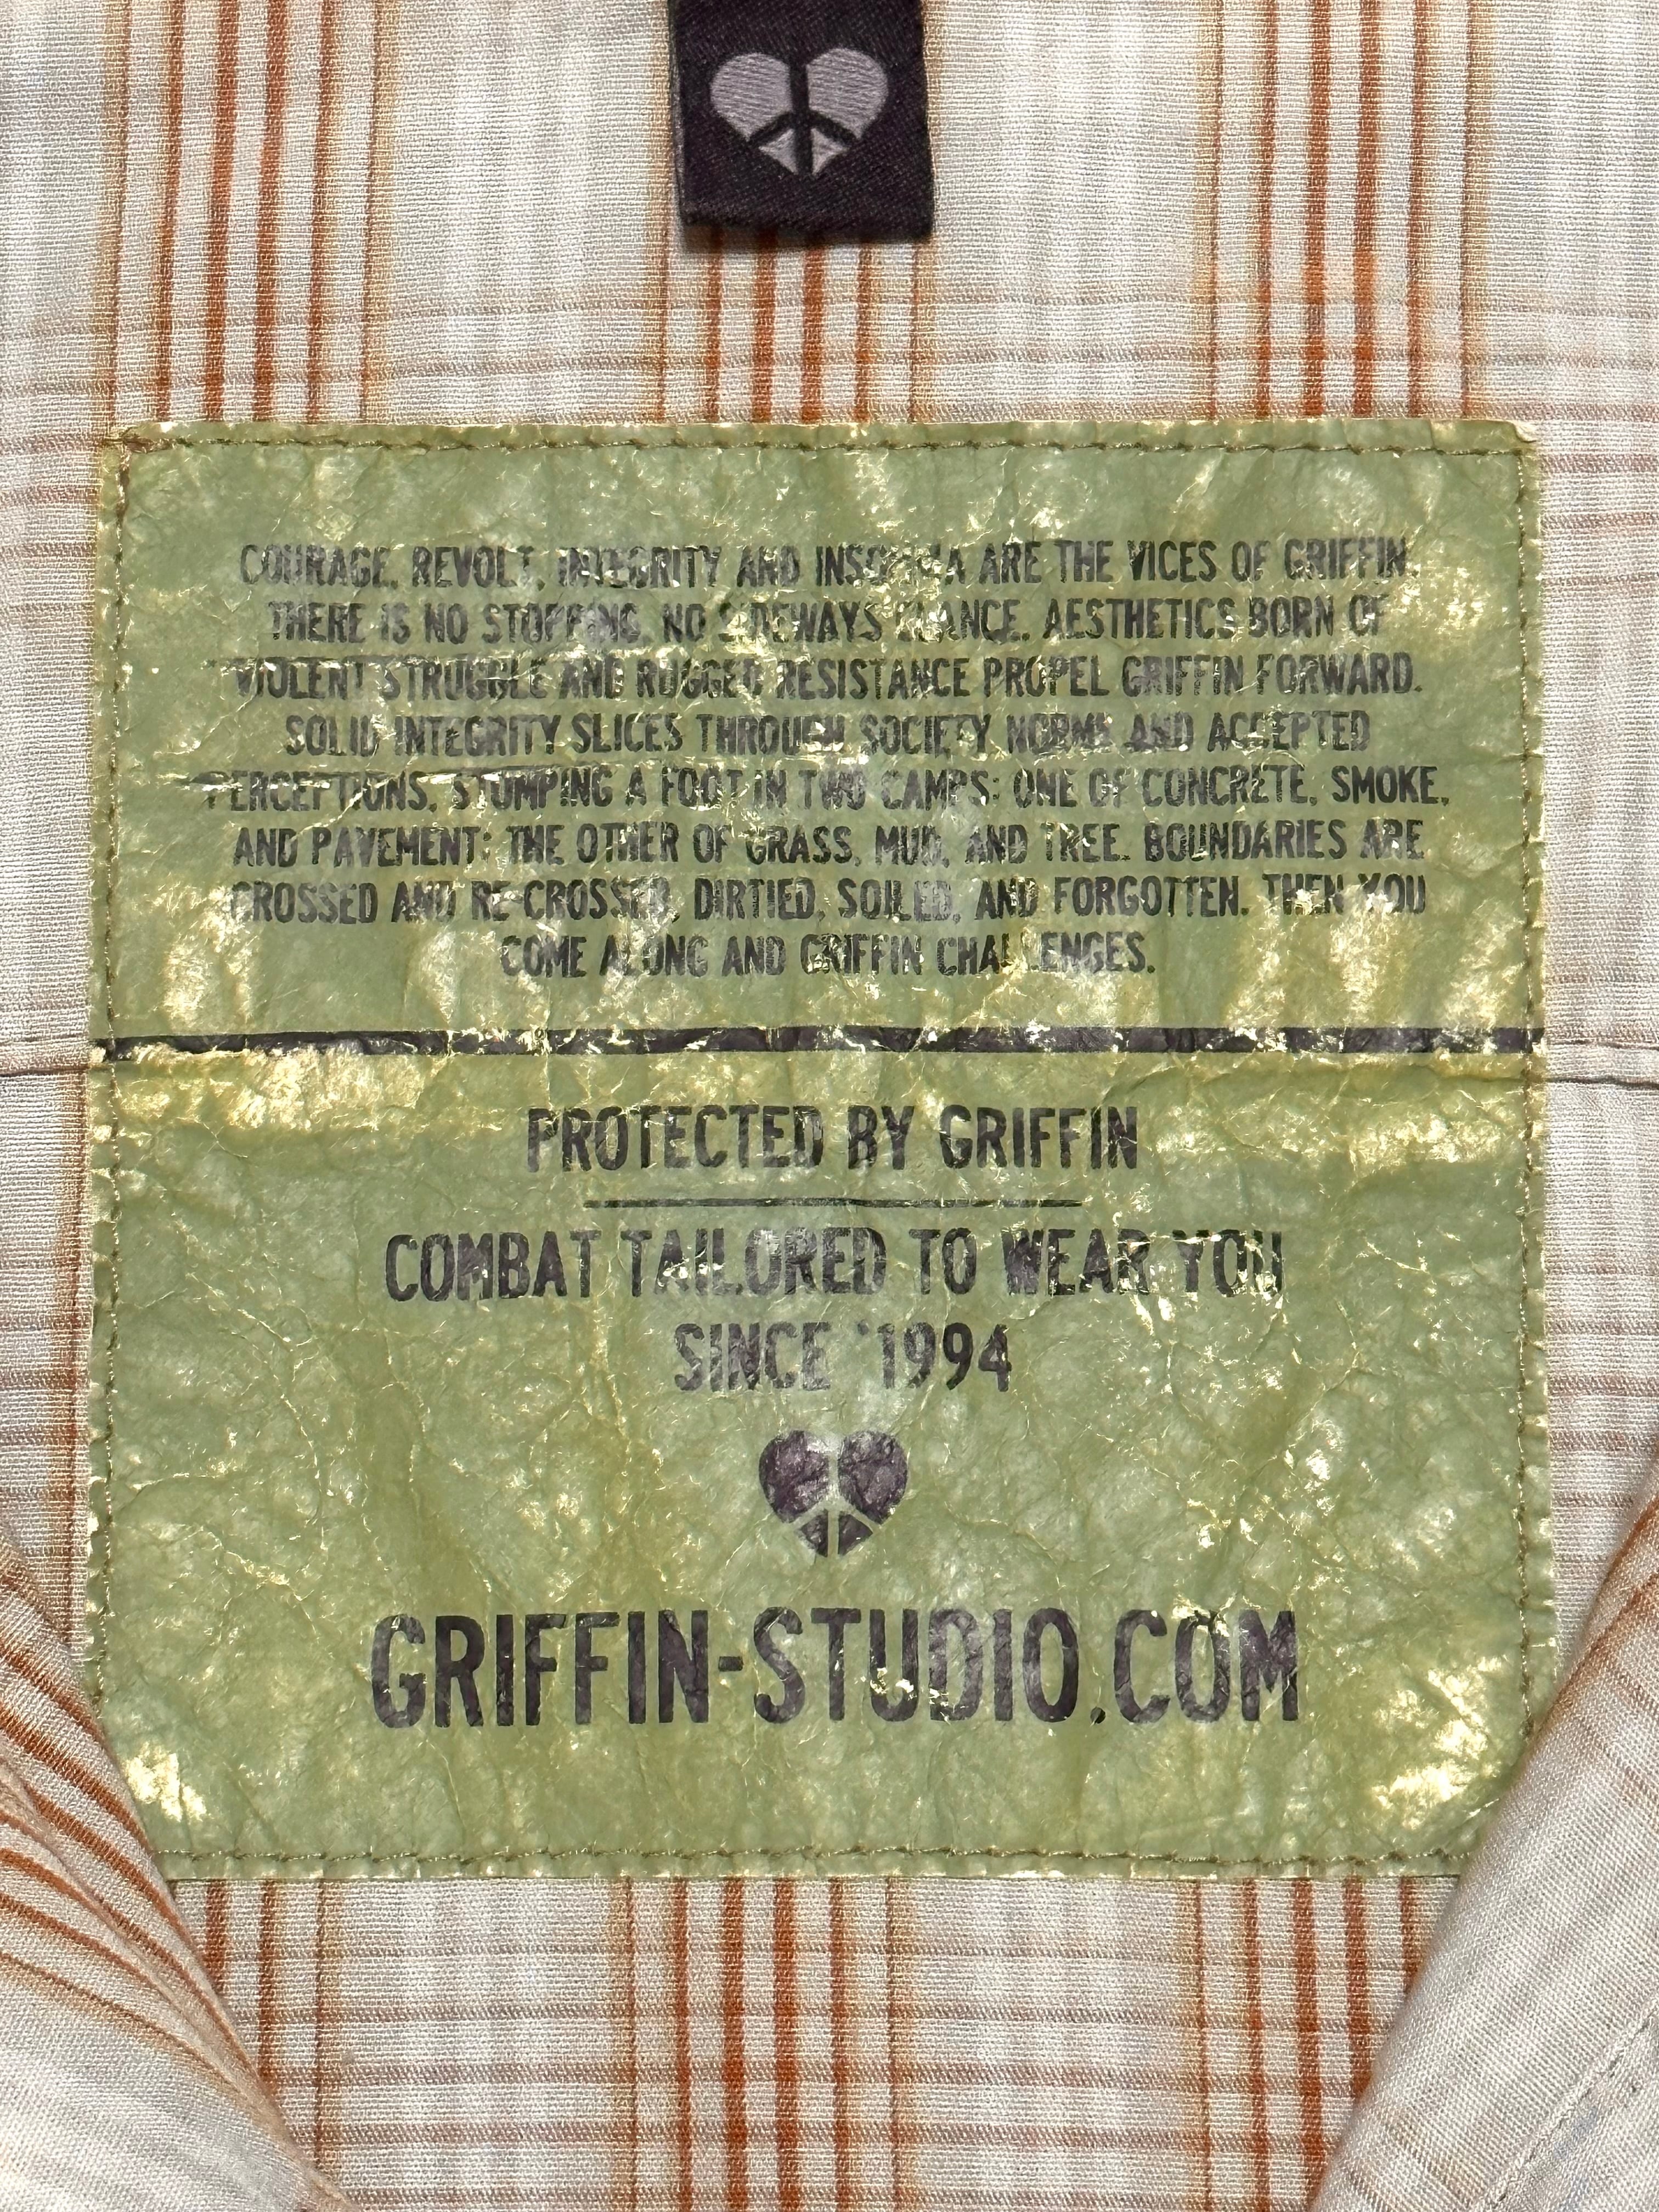 COURAGE, REVOLT, INTEGRITY AND INSOMNIA ARE THE VICES OF GRIFFIN.
THERE IS NO STOPPING, NO SIDEWAYS GLANCE. AESTHETICS BORN OF
VIOLENT STRUGGLE AND RUGGED RESISTANCE PROPEL GRIFFIN FORWARD.
SOLID INTEGRITY SLICES THROUGH SOCIETY NORMS AND ACCEPTED
PERCEPTIONS, STOMPING A FOOT IN TWO CAMPS: ONE OF CONCRETE, SMOKE,
AND PAVEMENT; THE OTHER OF GRASS, MUD, AND TREE. BOUNDARIES ARE
CROSSED AND RE-CROSSED, DIRTIED, SOILED, AND FORGOTTEN. THEN YOU
COME ALONG AND GRIFFIN CHALLENGES.
PROTECTED BY GRIFFIN
COMBAT TAILORED TO WEAR YOU
SINCE '1994
GRIFFIN-STUDIO.COM